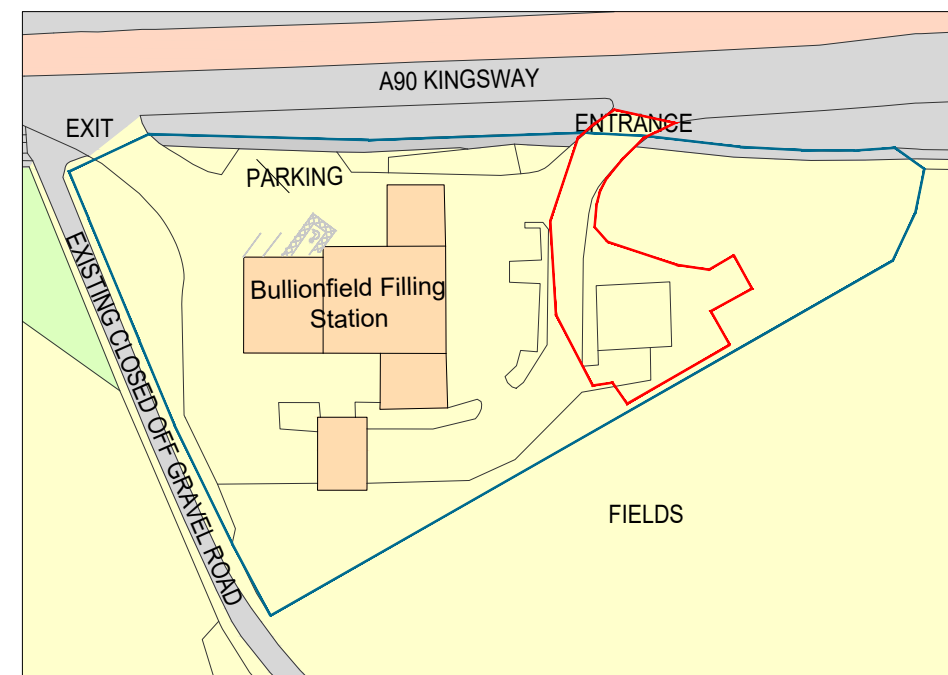 A90 KINGSWAY
EXIT
ENTRANCE
PARKING
EXISTING CLOSED OFF GRAVEL ROAD
Bullionfield Filling
Station
FIELDS